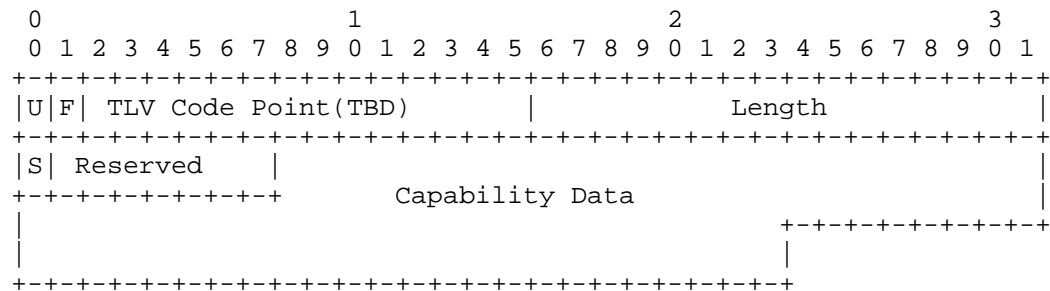 0                   1                   2                   3
 0 1 2 3 4 5 6 7 8 9 0 1 2 3 4 5 6 7 8 9 0 1 2 3 4 5 6 7 8 9 0 1
+-+-+-+-+-+-+-+-+-+-+-+-+-+-+-+-+-+-+-+-+-+-+-+-+-+-+-+-+-+-+-+-+
|U|F| TLV Code Point(TBD)       |            Length             |
+-+-+-+-+-+-+-+-+-+-+-+-+-+-+-+-+-+-+-+-+-+-+-+-+-+-+-+-+-+-+-+-+
|S| Reserved    |                                               |
+-+-+-+-+-+-+-+-+       Capability Data                         |
|                                               +-+-+-+-+-+-+-+-+
|                                               |
+-+-+-+-+-+-+-+-+-+-+-+-+-+-+-+-+-+-+-+-+-+-+-+-+